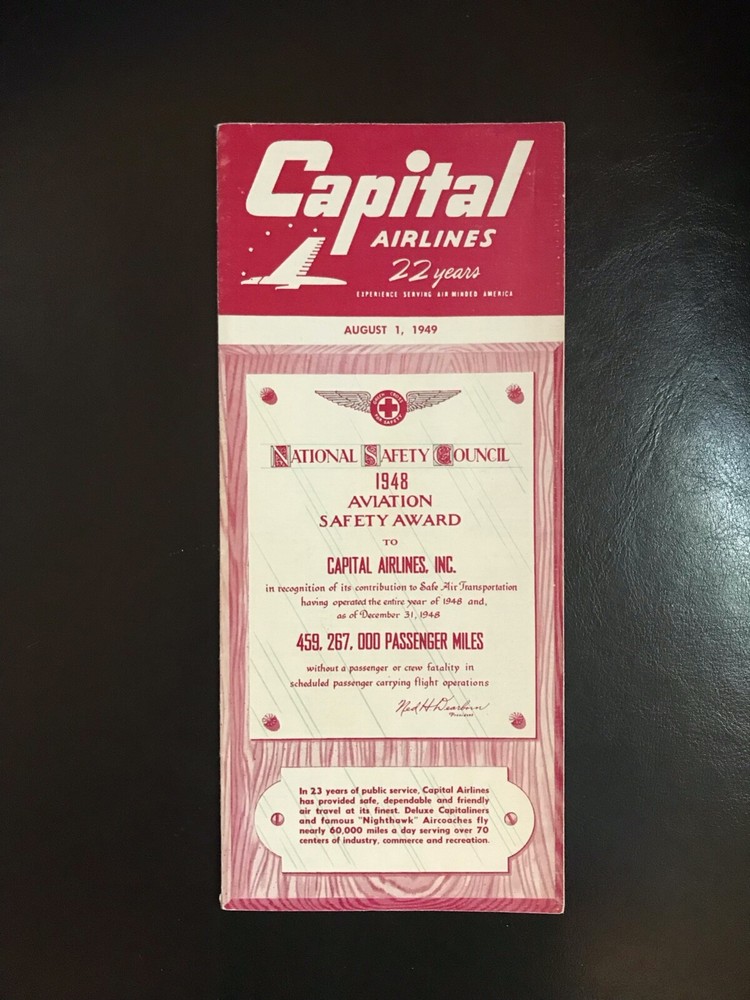 Capital
AIRLINES
22 years
EXPERIENCE SERVING AIR MINDED AMERICA
AUGUST 1, 1949
GREEN CROSS
FOR SAFETY
NATIONAL SAFETY COUNCIL
1948
AVIATION
SAFETY AWARD
TO
CAPITAL AIRLINES, INC.
in recognition of its contribution to Safe Air Transportation
having operated the entire year of 1948 and,
as of December 31, 1948
459, 267, 000 PASSENGER MILES
without a passenger or crew fatality in
scheduled passenger carrying flight operations
Ned H. Dearborn
President
In 23 years of public service, Capital Airlines
has provided safe, dependable and friendly
air travel at its finest. Deluxe Capitaliners
and famous "Nighthawk" Aircoaches fly
nearly 60,000 miles a day serving over 70
centers of industry, commerce and recreation.